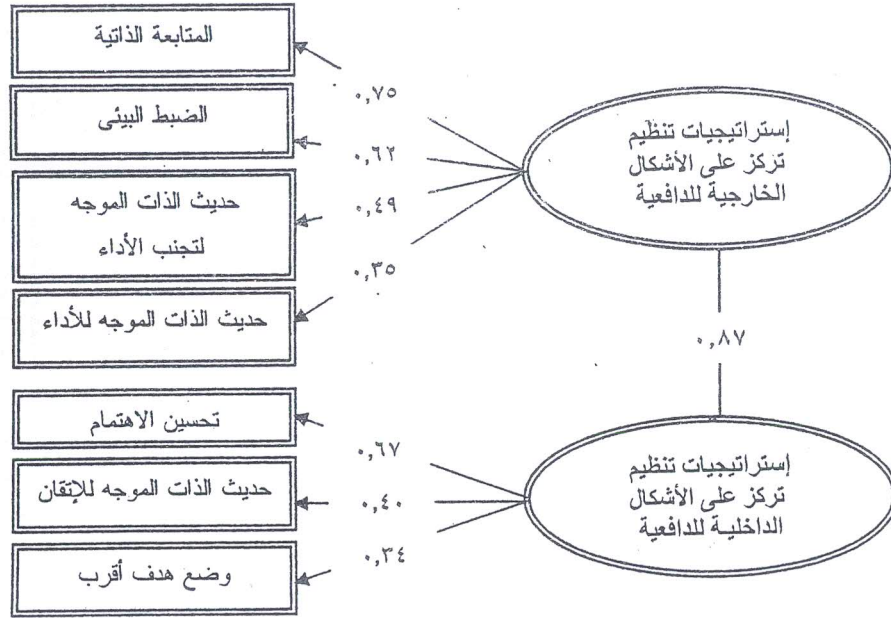 المتابعة الذاتية
٠,٧٥
الضبط البيئى
إستراتيجيات تنظيم
تركز على الأشكال
الخارجية للدافعية
٠,٦٢
حديث الذات الموجه
لتجنب الأداء
٠,٤٩
٠,٣٥
حديث الذات الموجه للأداء
٠,٨٧
تحسين الاهتمام
٠,٦٧
إستراتيجيات تنظيم
تركز على الأشكال
الداخلية للدافعية
حديث الذات الموجه للإتقان
٠,٤٠
٠,٣٤
وضع هدف أقرب